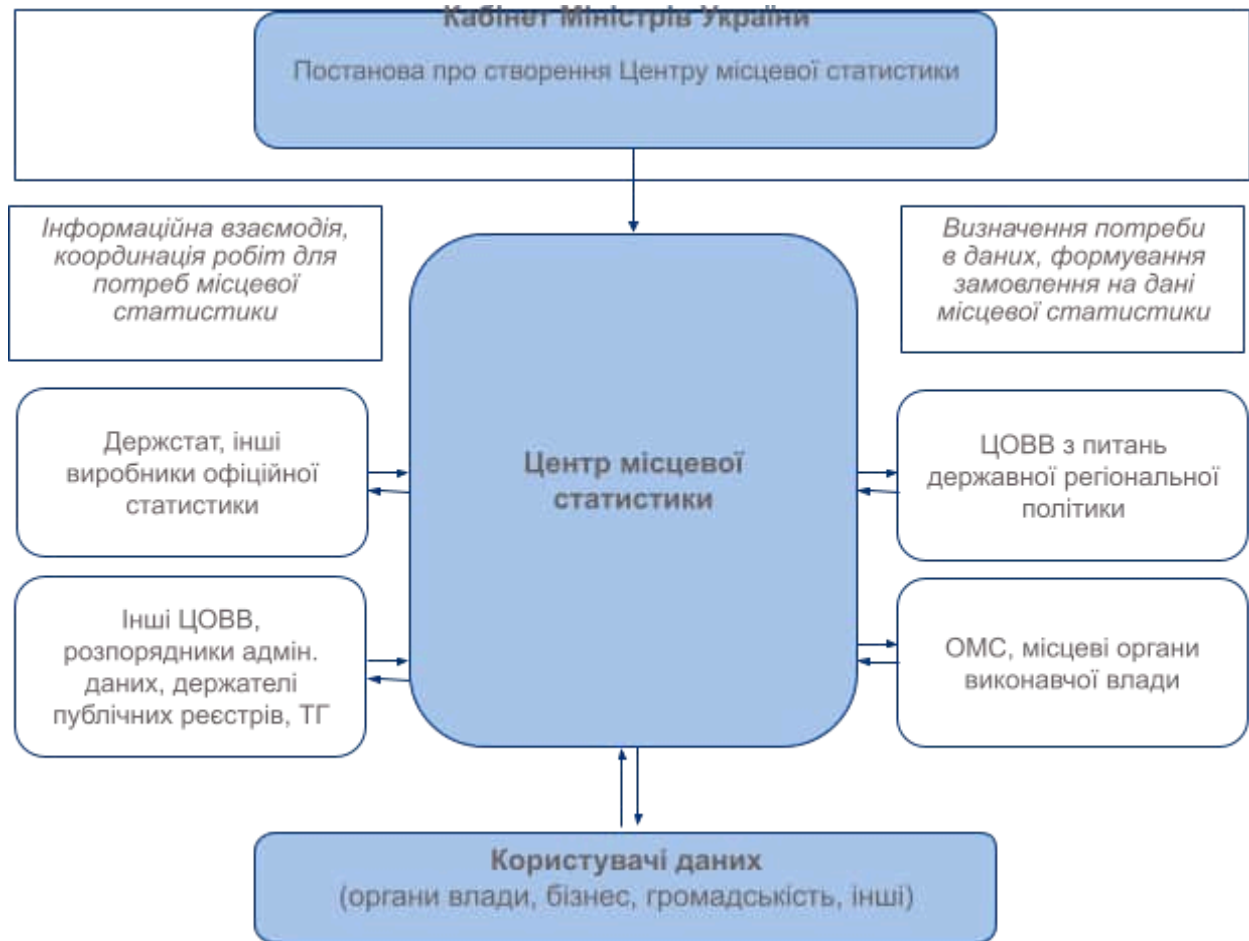 Кабінет Міністрів України
Постанова про створення Центру місцевої статистики
Інформаційна взаємодія,
координація робіт для
потреб місцевої
статистики
Визначення потреби
в даних, формування
замовлення на дані
місцевої статистики
Держстат, інші
виробники офіційної
статистики
Центр місцевої
статистики
ЦОВВ з питань
державної регіональної
політики
Інші ЦОВВ,
розпорядники адмін.
даних, держателі
публічних реєстрів, ТГ
ОМС, місцеві органи
виконавчої влади
Користувачі даних
(органи влади, бізнес, громадськість, інші)